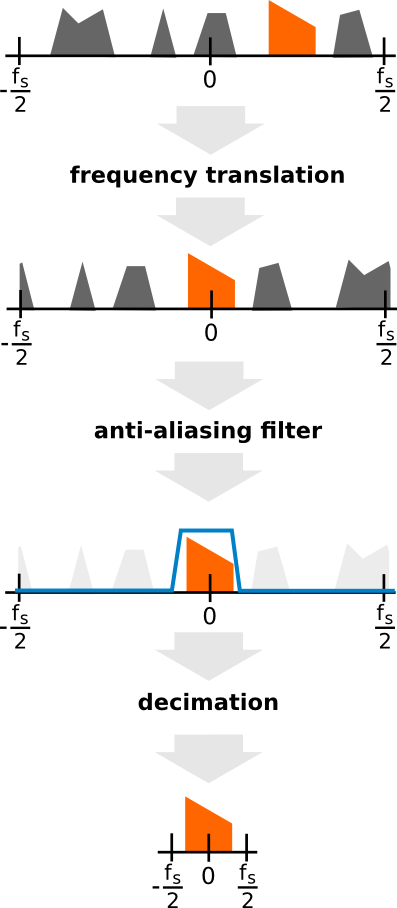 -fs/2 0 fs/2
frequency translation
-fs/2 0 fs/2
anti-aliasing filter
-fs/2 0 fs/2
decimation
-fs/2 0 fs/2